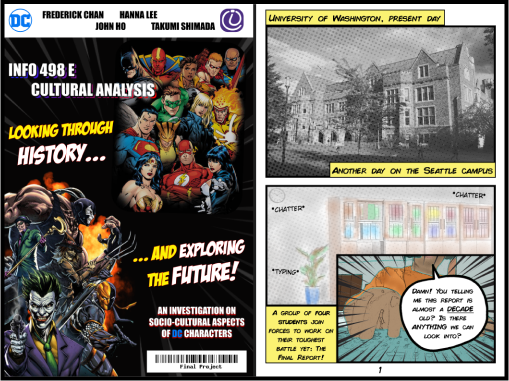 DC
FREDERICK CHAN HANNA LEE
JOHN HO TAKUMI SHIMADA
INFO 498 E
CULTURAL ANALYSIS
LOOKING THROUGH
HISTORY...
... AND EXPLORING
THE FUTURE!
AN INVESTIGATION ON
SOCIO-CULTURAL ASPECTS
OF DC CHARACTERS
Final Project
UNIVERSITY OF WASHINGTON, PRESENT DAY
ANOTHER DAY ON THE SEATTLE CAMPUS
*CHATTER*
*CHATTER*
*TYPING*
A GROUP OF FOUR
STUDENTS JOIN
FORCES TO WORK ON
THEIR TOUGHEST
BATTLE YET: THE
FINAL REPORT!
DAMN! YOU TELLING
ME THIS REPORT IS
ALMOST A DECADE
OLD? IS THERE
ANYTHING WE CAN
LOOK INTO?
1